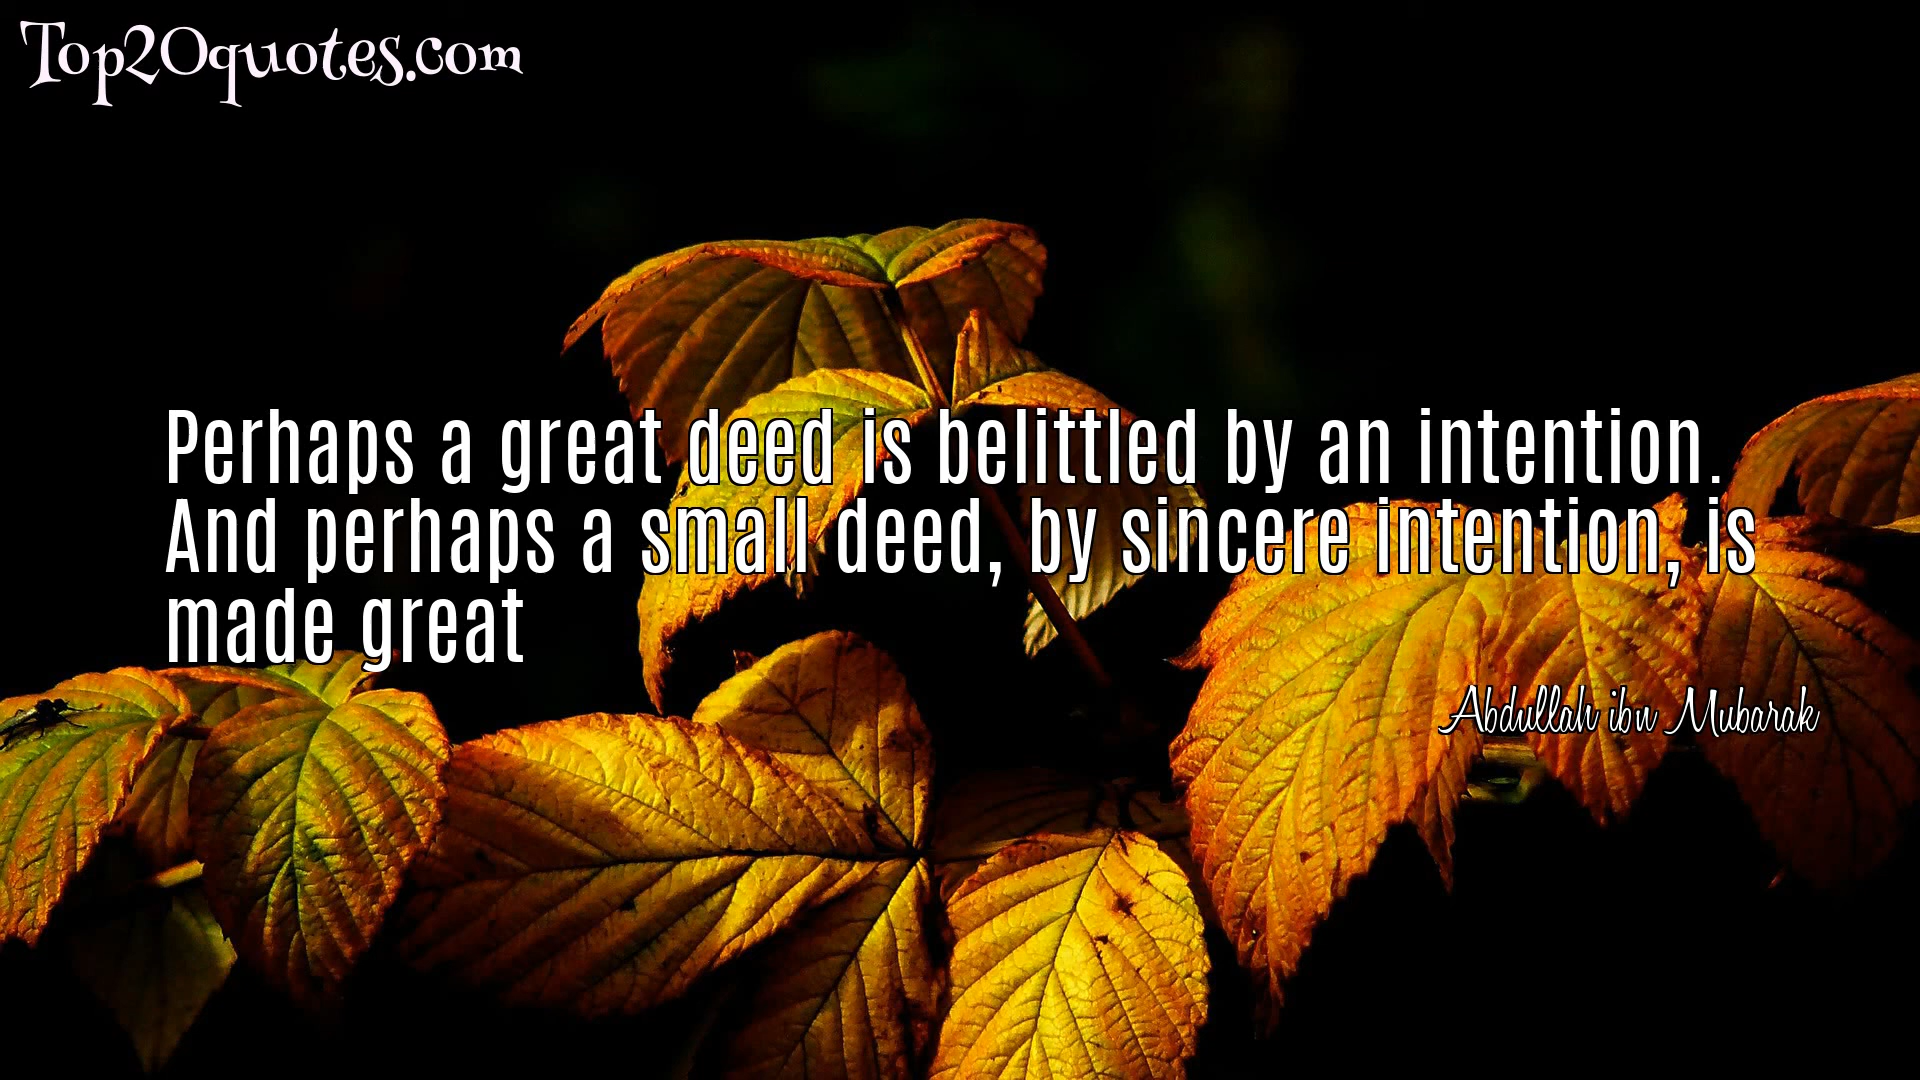 Top20quotes.com
Perhaps a great deed is belittled by an intention.
And perhaps a small deed, by sincere intention, is
made great
Abdullah ibn Mubarak